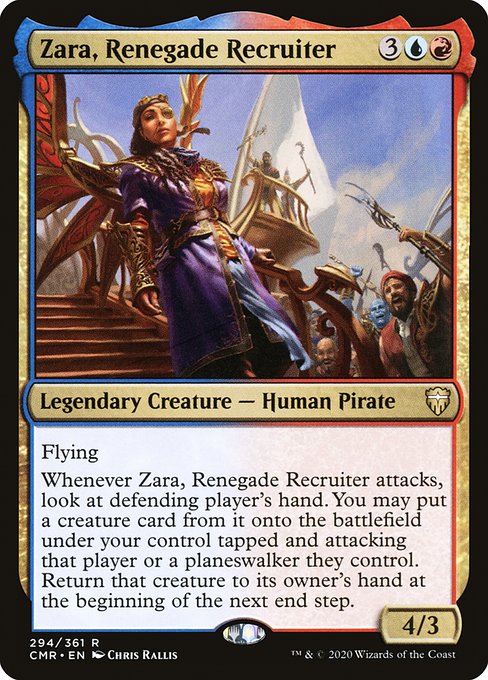 Zara, Renegade Recruiter 3
Legendary Creature — Human Pirate
Flying
Whenever Zara, Renegade Recruiter attacks,
look at defending player's hand. You may put
a creature card from it onto the battlefield
under your control tapped and attacking
that player or a planeswalker they control.
Return that creature to its owner's hand at
the beginning of the next end step.
4/3
294/361 R
CMR • EN Chris Rallis
™ & © 2020 Wizards of the Coast